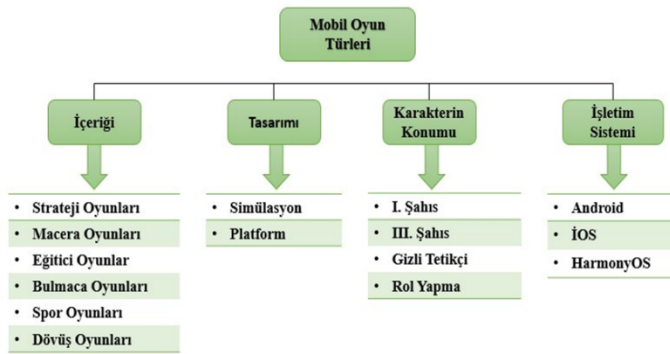 Mobil Oyun
Türleri
İçeriği
Tasarımı
Karakterin
Konumu
İşletim
Sistemi
• Strateji Oyunları
• Macera Oyunları
• Eğitici Oyunlar
• Bulmaca Oyunları
• Spor Oyunları
• Dövüş Oyunları
• Simülasyon
• Platform
• I. Şahıs
• III. Şahıs
• Gizli Tetikçi
• Rol Yapma
• Android
• İOS
• HarmonyOS